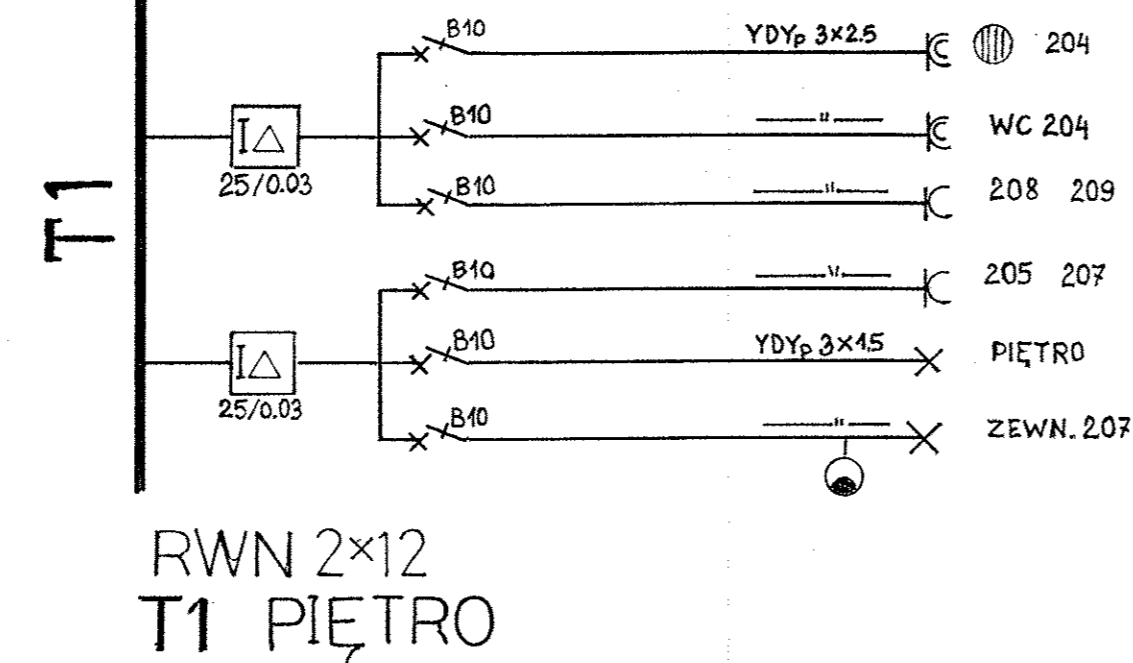 B10 YDYp 3×2.5 204
B10 —"— WC 204
T1
I△
25/0.03
B10 —"— 208 209
B10 —"— 205 207
B10 YDYp 3×1.5 PIĘTRO
I△
25/0.03
B10 —"— ZEWN. 207
RWN 2×12
T1 PIĘTRO